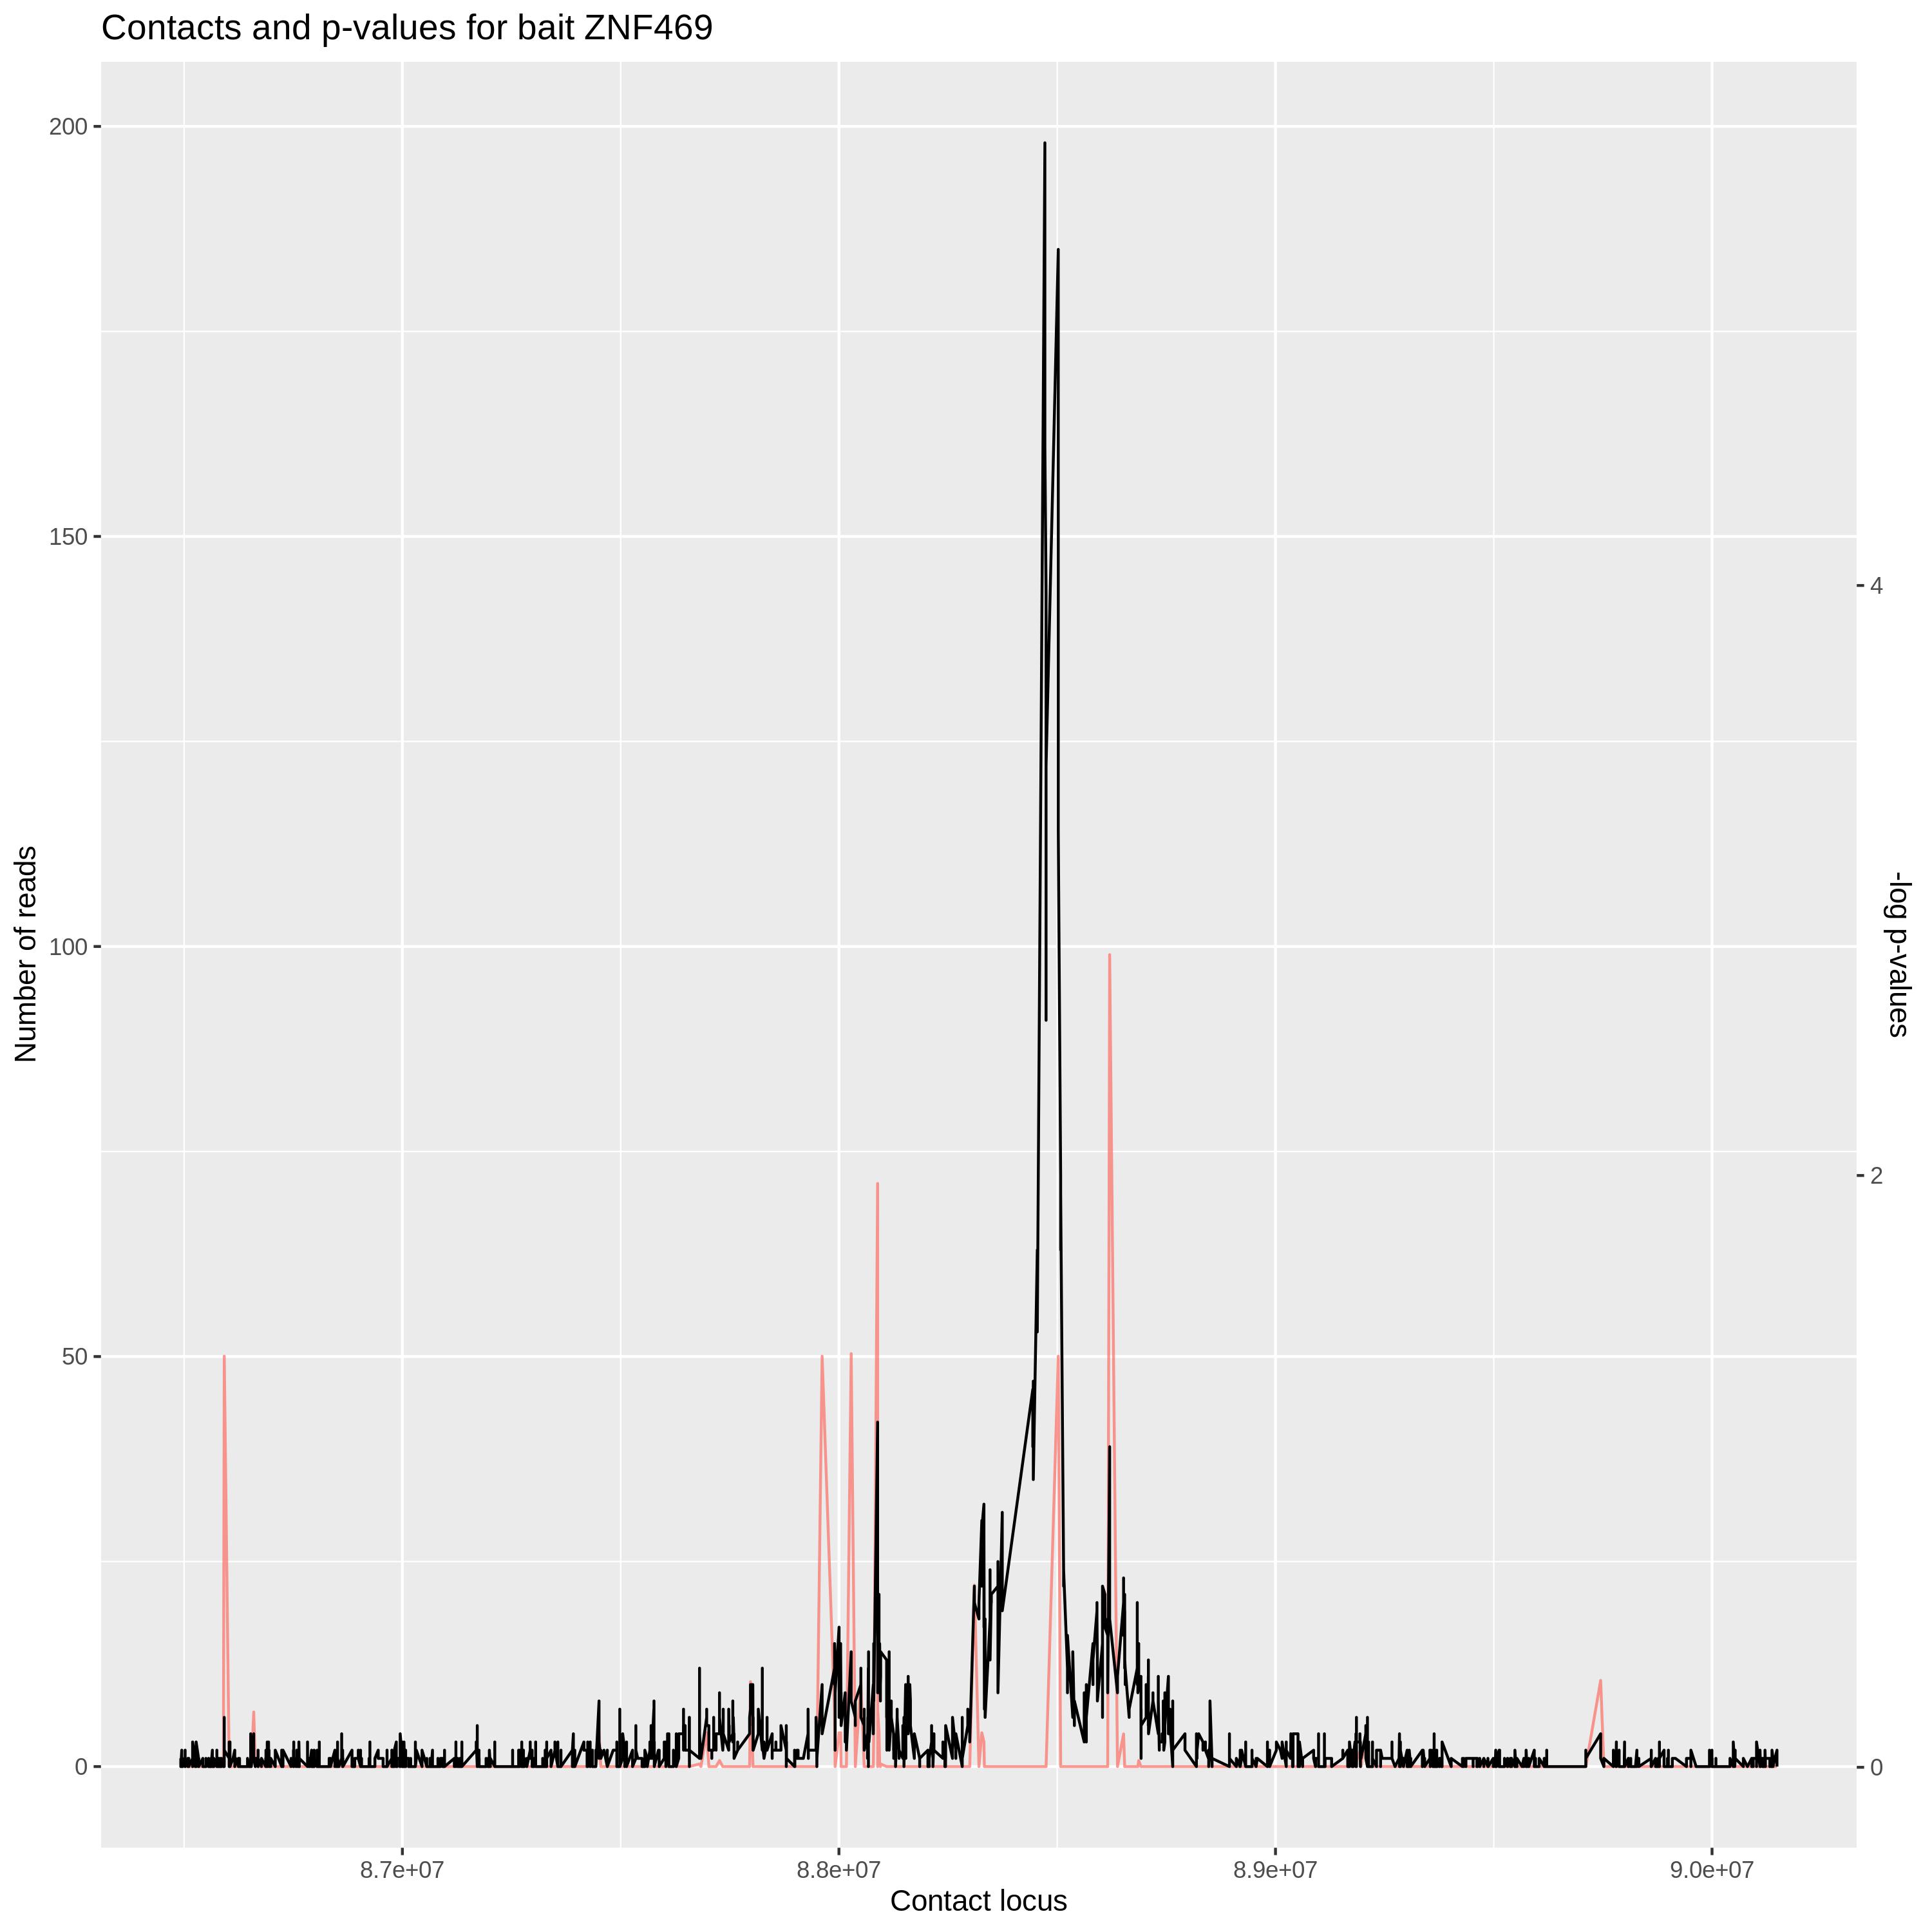 Contacts and p-values for bait ZNF469
200
150
100
50
0
Number of reads
4
2
0
-log p-values
8.7e+07
8.8e+07
8.9e+07
9.0e+07
Contact locus